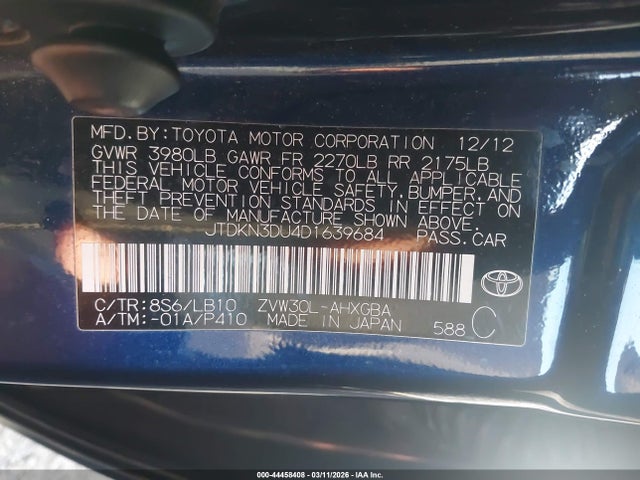 MFD. BY: TOYOTA MOTOR CORPORATION 12/12
GVWR 3980LB GAWR FR 2270LB RR 2175LB
THIS VEHICLE CONFORMS TO ALL APPLICABLE
FEDERAL MOTOR VEHICLE SAFETY, BUMPER, AND
THEFT PREVENTION STANDARDS IN EFFECT ON
THE DATE OF MANUFACTURE SHOWN ABOVE.
JTDKN3DU4D1639684 PASS. CAR
C/TR: 8S6/LB10 ZVW30L-AHXGBA
A/TM: -01A/P410 MADE IN JAPAN 588 C
000-44458408 - 03/11/2026 - IAA Inc.